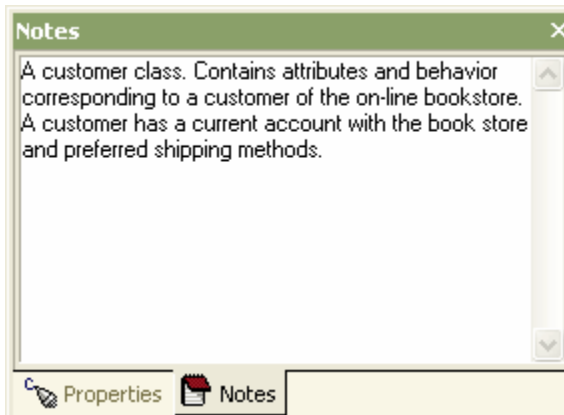 Notes
A customer class. Contains attributes and behavior
corresponding to a customer of the on-line bookstore.
A customer has a current account with the book store
and preferred shipping methods.
Properties Notes